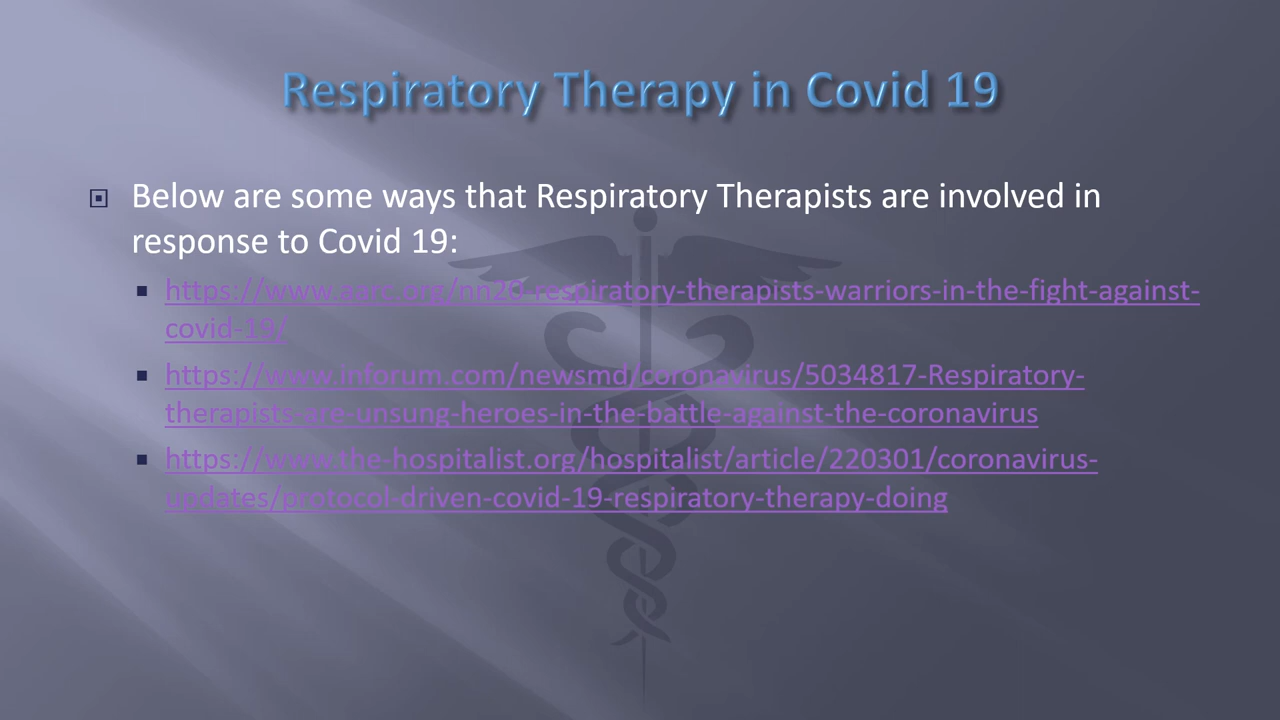 Respiratory Therapy in Covid 19
Below are some ways that Respiratory Therapists are involved in
response to Covid 19:
https://www.aarc.org/nn20-respiratory-therapists-warriors-in-the-fight-against-
covid-19/
https://www.inforum.com/newsmd/coronavirus/5034817-Respiratory-
therapists-are-unsung-heroes-in-the-battle-against-the-coronavirus
https://www.the-hospitalist.org/hospitalist/article/220301/coronavirus-
updates/protocol-driven-covid-19-respiratory-therapy-doing